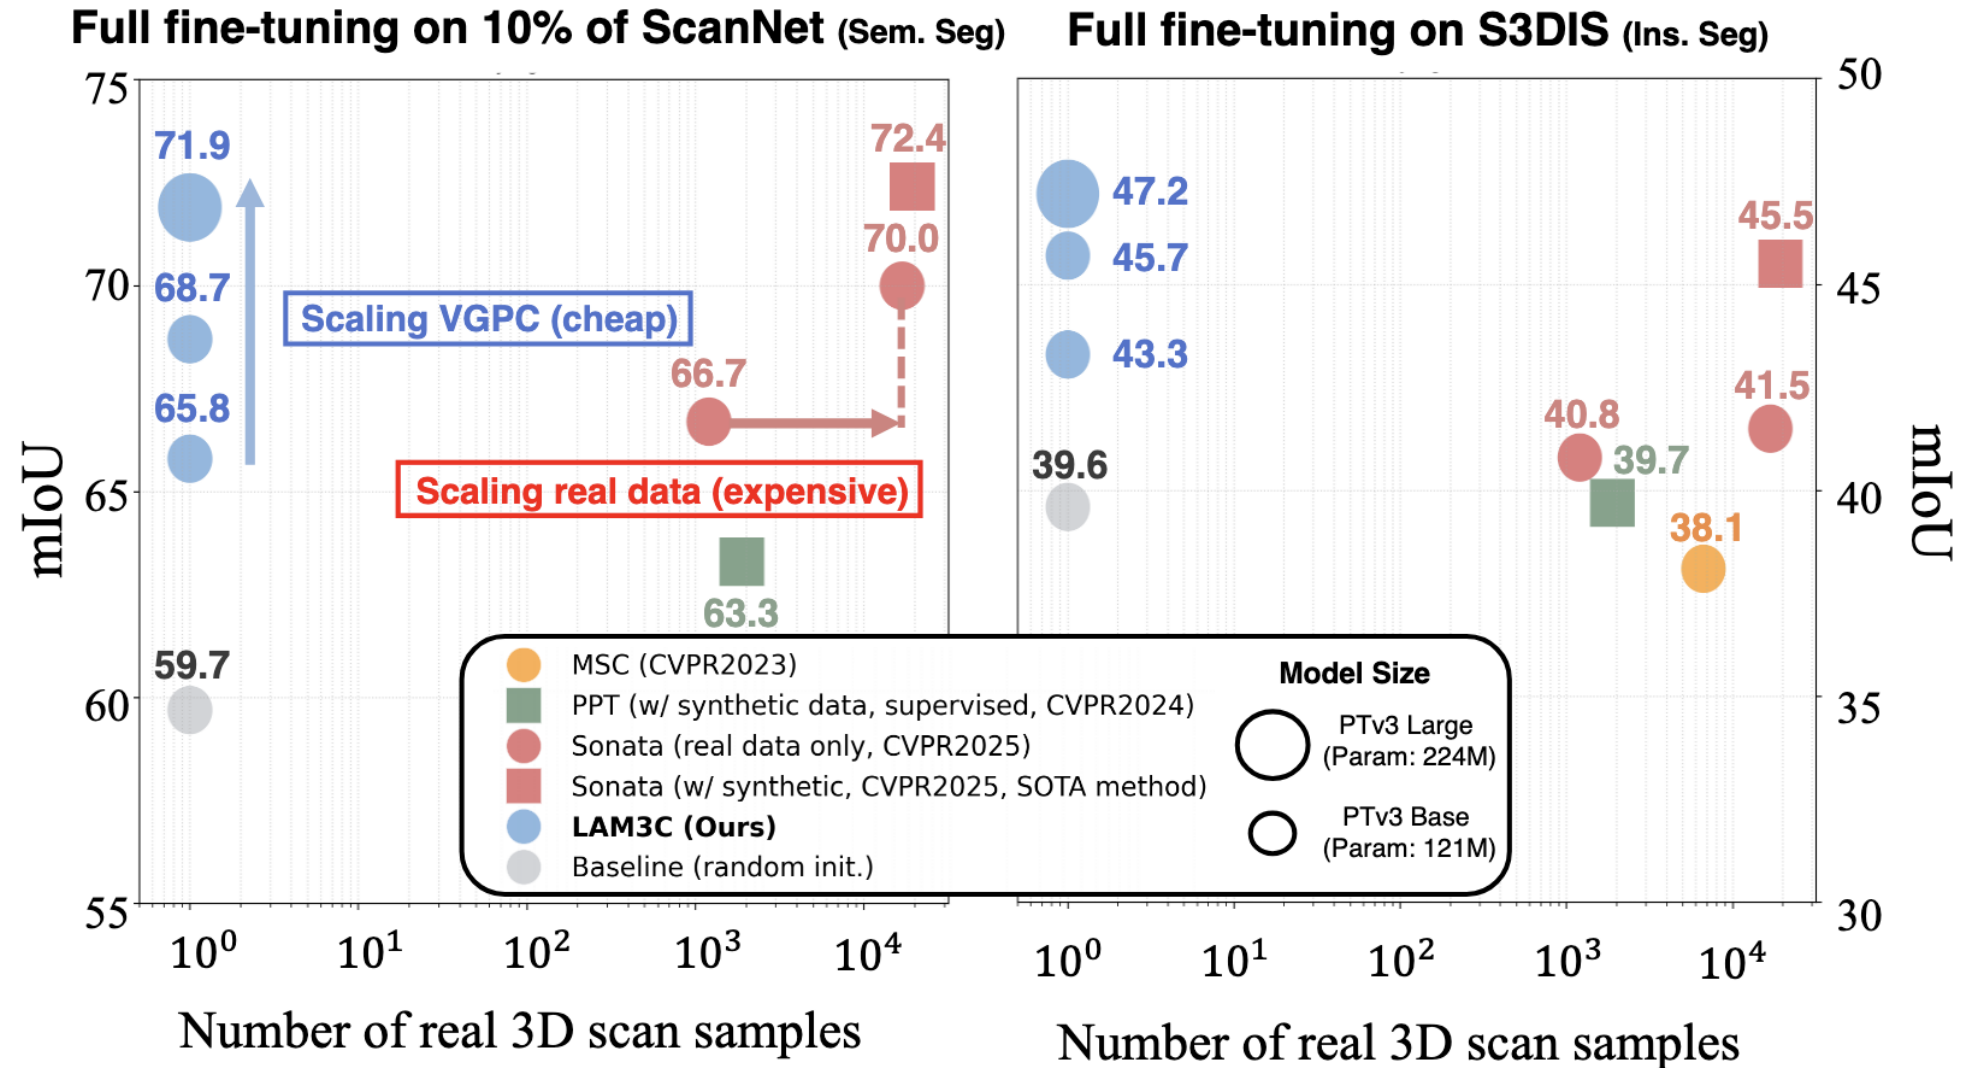 Full fine-tuning on 10% of ScanNet (Sem. Seg)
75
70
65
60
55
mIoU
71.9
68.7
65.8
59.7
Scaling VGPC (cheap)
72.4
70.0
66.7
Scaling real data (expensive)
63.3
10⁰ 10¹ 10² 10³ 10⁴
Number of real 3D scan samples
Full fine-tuning on S3DIS (Ins. Seg)
47.2
45.7
43.3
39.6
45.5
41.5
40.8
39.7
38.1
50
45
40
35
30
mIoU
10⁰ 10¹ 10² 10³ 10⁴
Number of real 3D scan samples
MSC (CVPR2023)
PPT (w/ synthetic data, supervised, CVPR2024)
Sonata (real data only, CVPR2025)
Sonata (w/ synthetic, CVPR2025, SOTA method)
LAM3C (Ours)
Baseline (random init.)
Model Size
PTv3 Large
(Param: 224M)
PTv3 Base
(Param: 121M)